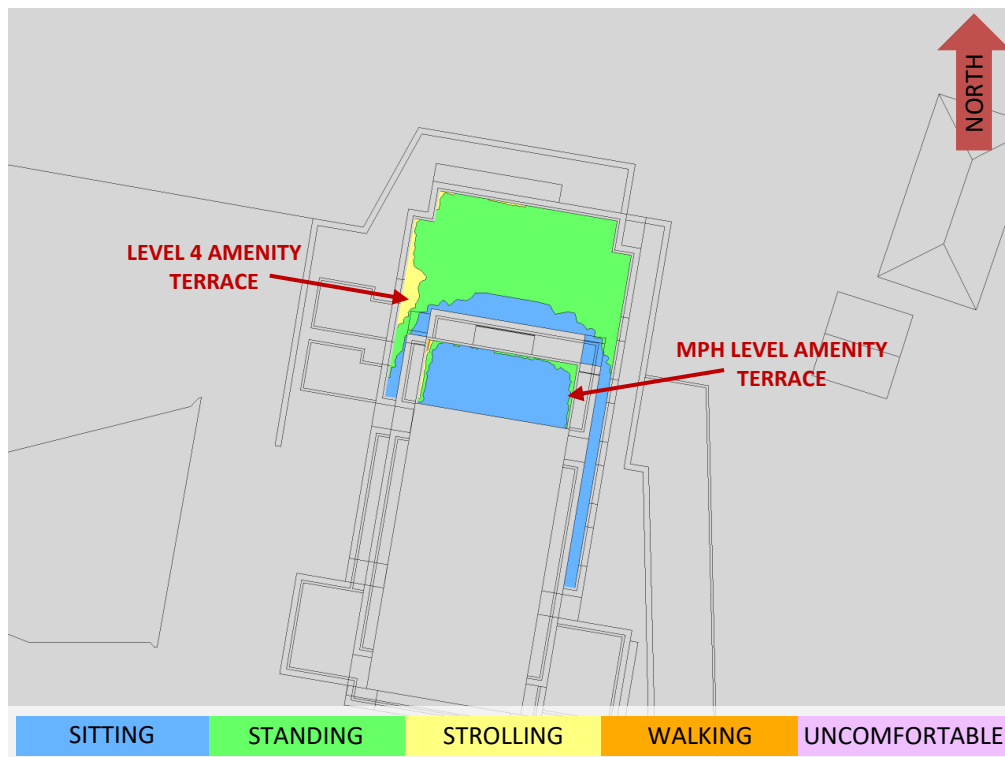 NORTH
LEVEL 4 AMENITY
TERRACE
MPH LEVEL AMENITY
TERRACE
SITTING
STANDING
STROLLING
WALKING
UNCOMFORTABLE